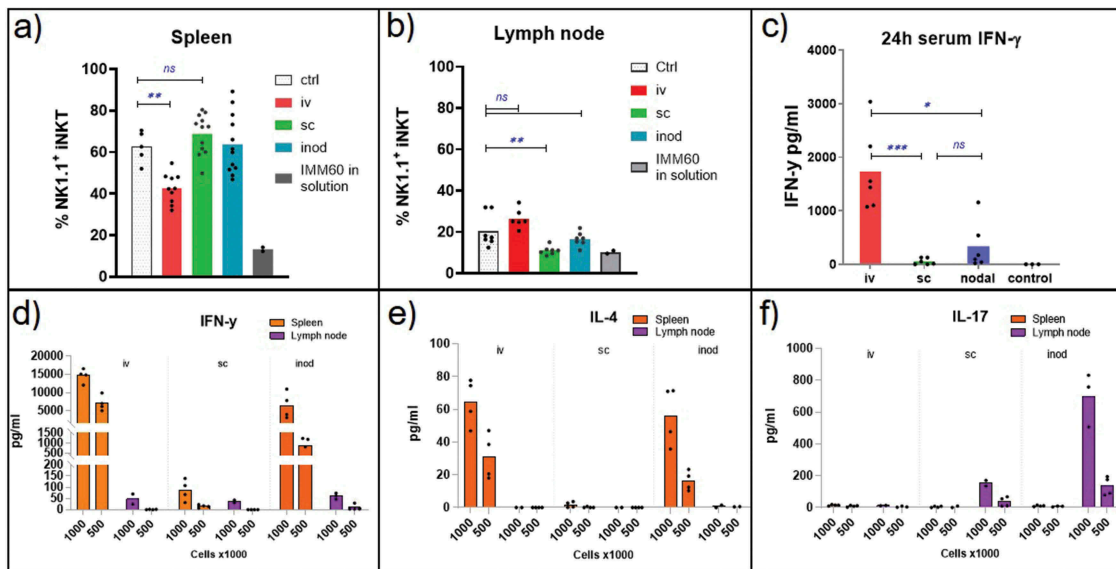 a)
Spleen
% NK1.1+ iNKT
100
80
60
40
20
0
ns
**
ctrl
iv
sc
inod
IMM60 in
solution
b)
Lymph node
% NK1.1+ iNKT
100
80
60
40
20
0
ns
**
Ctrl
iv
sc
inod
IMM60 in
solution
c)
24h serum IFN-γ
IFN-y pg/ml
4000
3000
2000
1000
0
*
***
ns
iv sc nodal control
d)
IFN-y
Spleen
Lymph node
iv sc inod
pg/ml
20000
15000
10000
5000
1500
1000
500
200
150
100
50
0
1000 500 1000 500 1000 500 1000 500 1000 500 1000 500
Cells x1000
e)
IL-4
Spleen
Lymph node
iv sc inod
pg/ml
100
80
60
40
20
0
1000 500 1000 500 1000 500 1000 500 1000 500 1000 500
Cells x1000
f)
IL-17
Spleen
Lymph node
iv sc inod
pg/ml
1000
800
600
400
200
0
1000 500 1000 500 1000 500 1000 500 1000 500 1000 500
Cells x1000